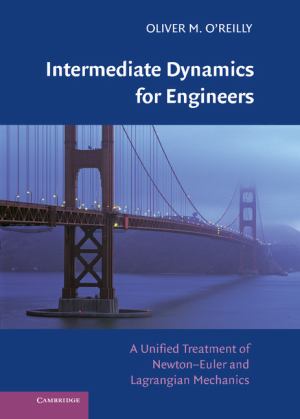 OLIVER M. O'REILLY
Intermediate Dynamics
for Engineers
A Unified Treatment of
Newton–Euler and
Lagrangian Mechanics
CAMBRIDGE